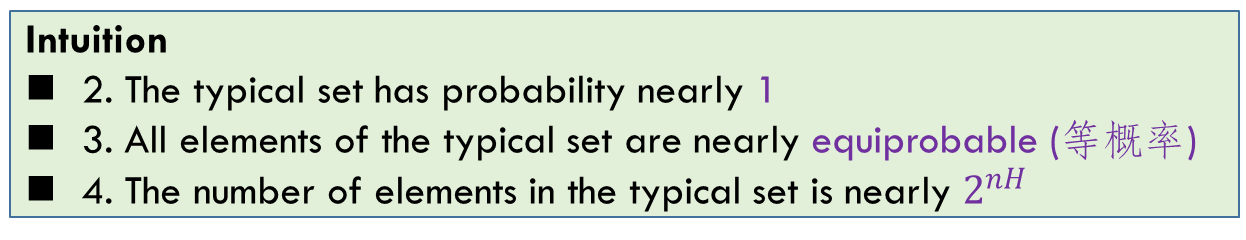 Intuition
■ 2. The typical set has probability nearly 1
■ 3. All elements of the typical set are nearly equiprobable (等概率)
■ 4. The number of elements in the typical set is nearly 2^{nH}